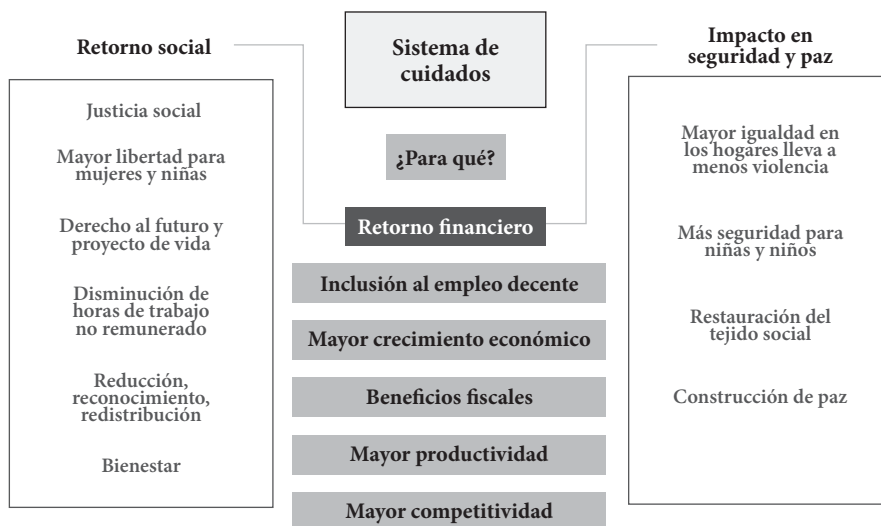 Retorno social
Justicia social
Mayor libertad para
mujeres y niñas
Derecho al futuro y
proyecto de vida
Disminución de
horas de trabajo
no remunerado
Reducción,
reconocimiento,
redistribución
Bienestar
Sistema de
cuidados
¿Para qué?
Retorno financiero
Inclusión al empleo decente
Mayor crecimiento económico
Beneficios fiscales
Mayor productividad
Mayor competitividad
Impacto en
seguridad y paz
Mayor igualdad en
los hogares lleva a
menos violencia
Más seguridad para
niñas y niños
Restauración del
tejido social
Construcción de paz